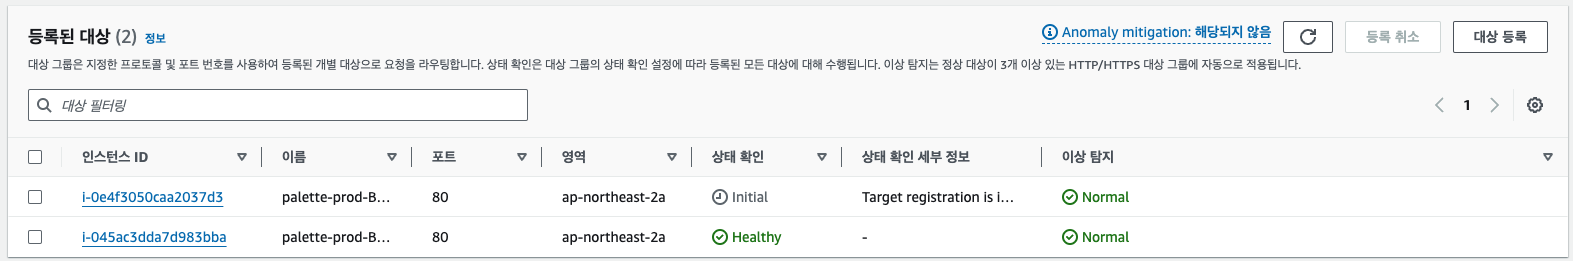 등록된 대상 (2) 정보
Anomaly mitigation: 해당되지 않음
등록 취소
대상 등록
대상 그룹은 지정한 프로토콜 및 포트 번호를 사용하여 등록된 개별 대상으로 요청을 라우팅합니다. 상태 확인은 대상 그룹의 상태 확인 설정에 따라 등록된 모든 대상에 대해 수행됩니다. 이상 탐지는 정상 대상이 3개 이상 있는 HTTP/HTTPS 대상 그룹에 자동으로 적용됩니다.
대상 필터링
1
인스턴스 ID 이름 포트 영역 상태 확인 상태 확인 세부 정보 이상 탐지
i-0e4f3050caa2037d3 palette-prod-B... 80 ap-northeast-2a Initial Target registration is i... Normal
i-045ac3dda7d983bba palette-prod-B... 80 ap-northeast-2a Healthy - Normal